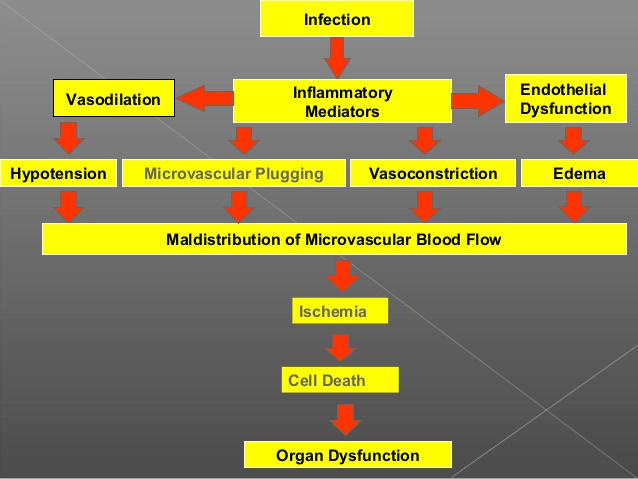 Infection
Vasodilation
Inflammatory
Mediators
Endothelial
Dysfunction
Hypotension
Microvascular Plugging
Vasoconstriction
Edema
Maldistribution of Microvascular Blood Flow
Ischemia
Cell Death
Organ Dysfunction